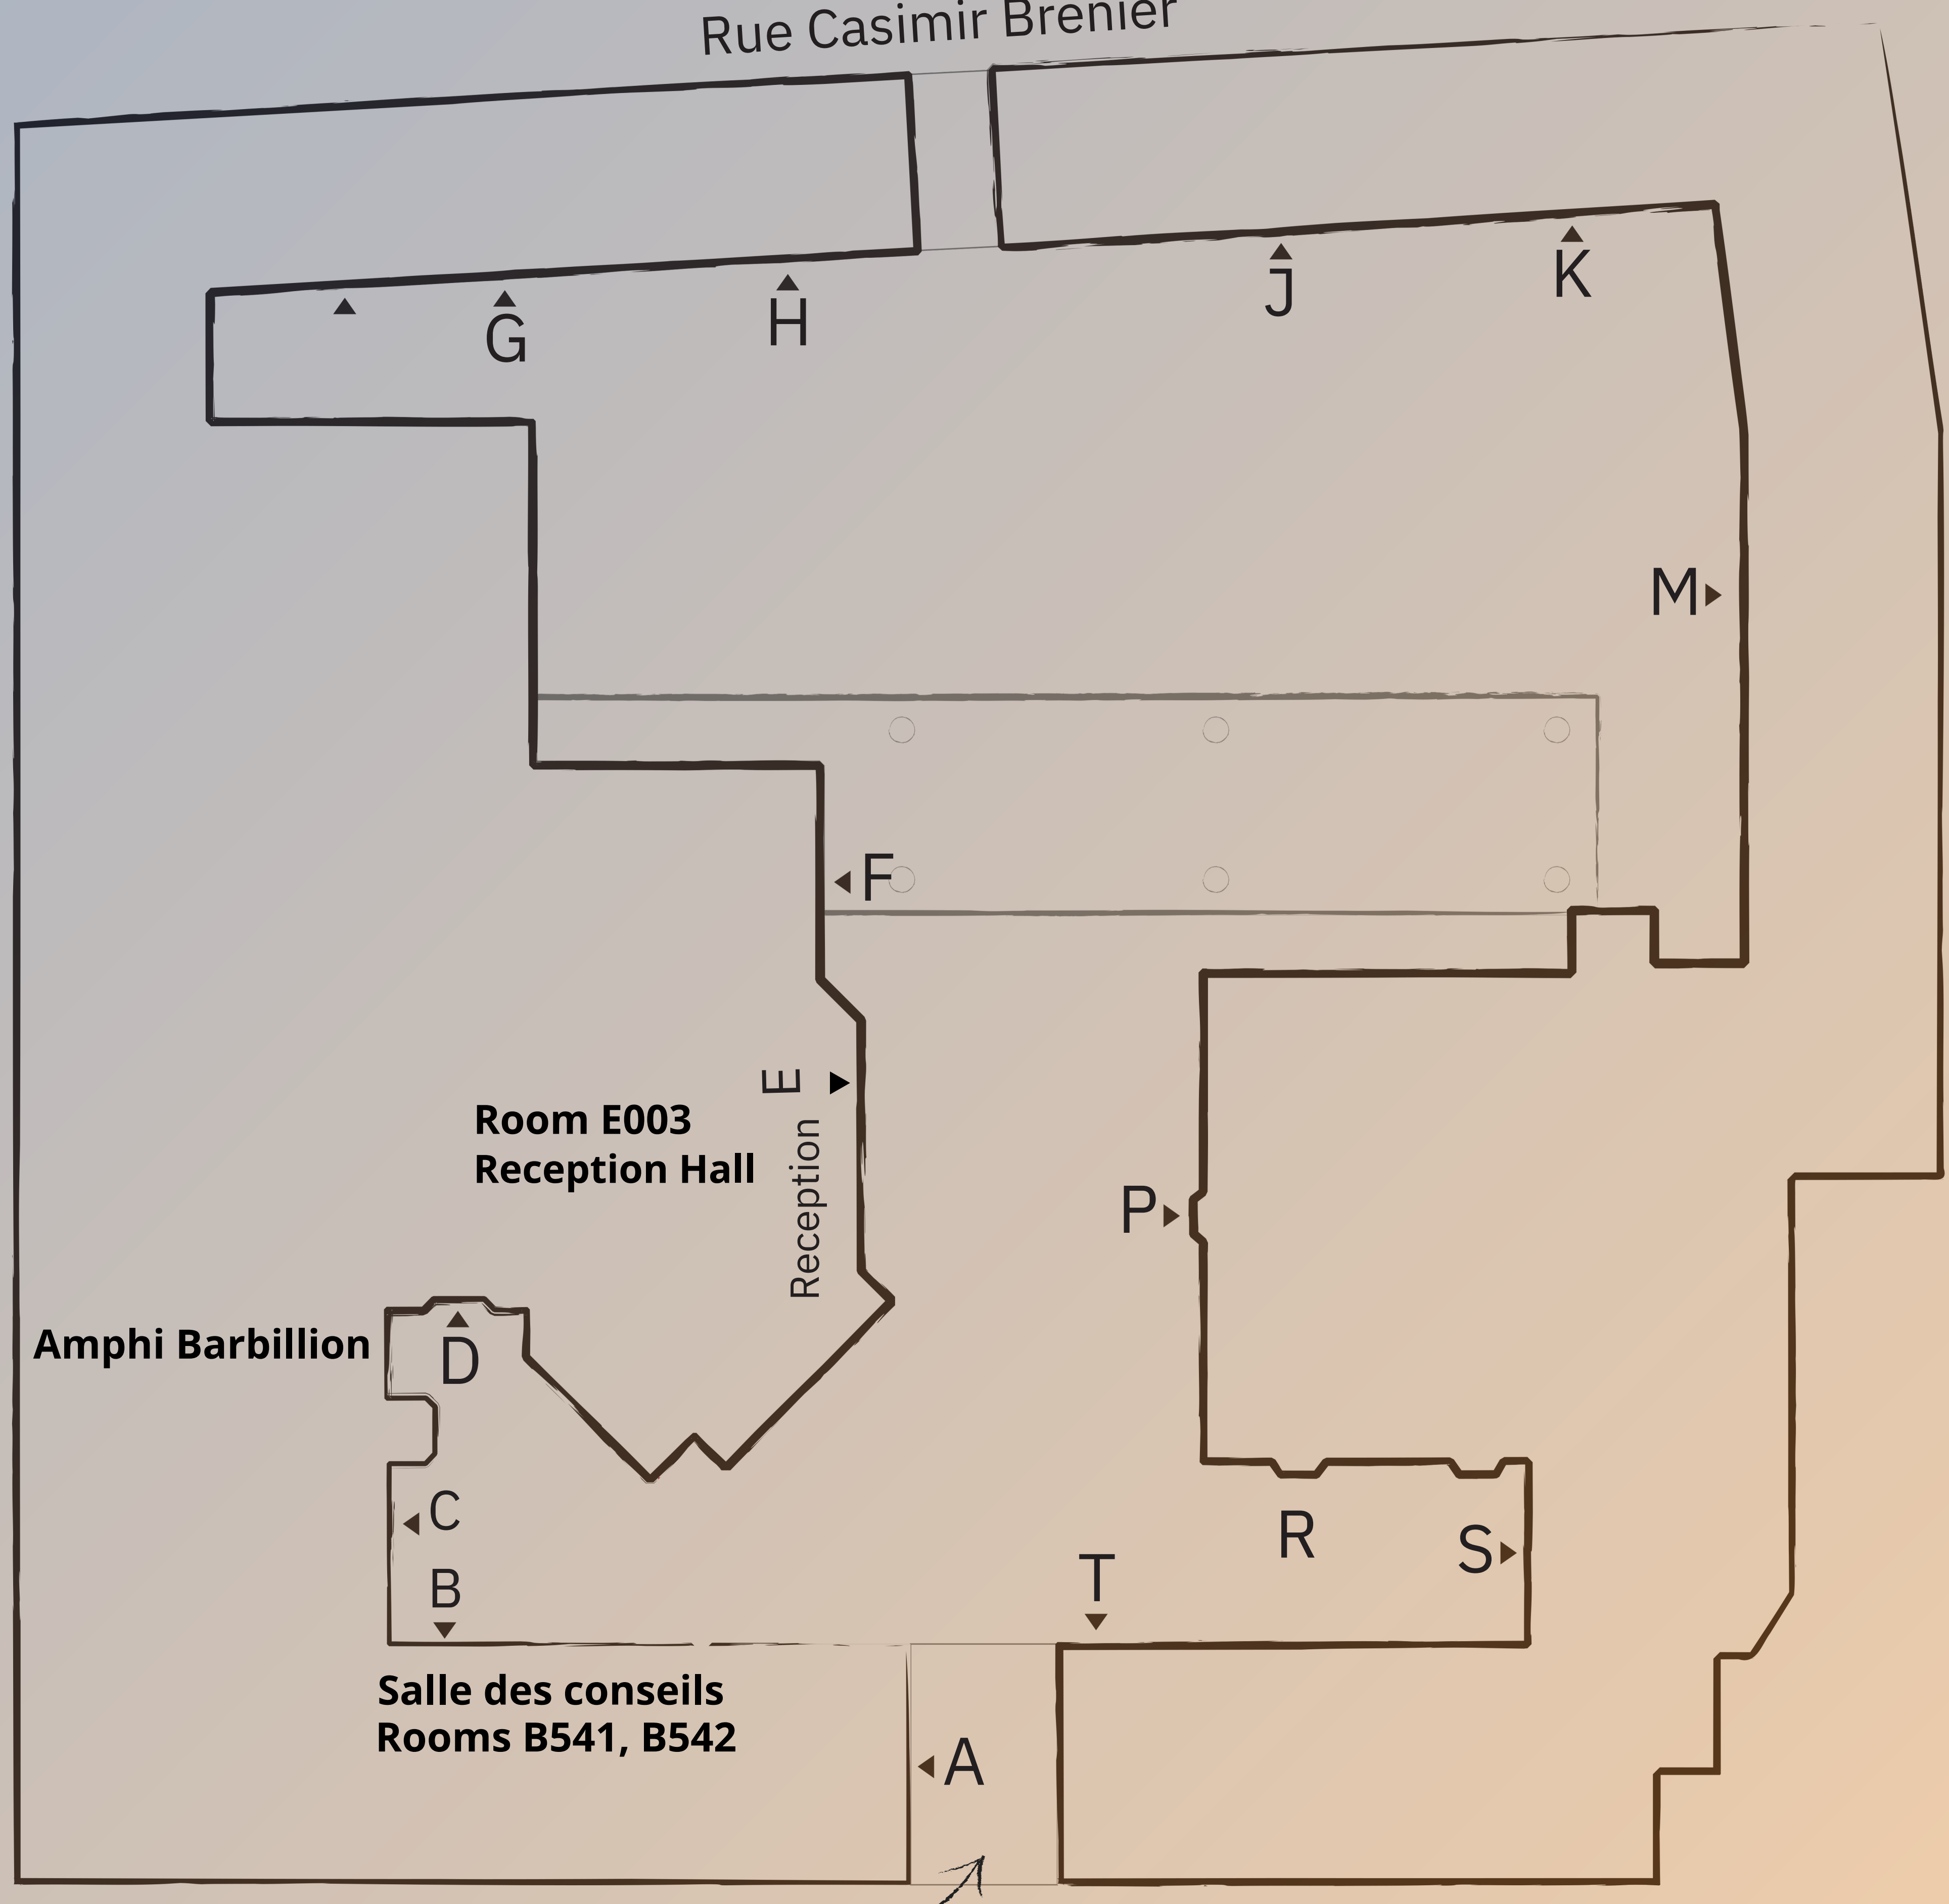 Rue Casimir Brenier
G
H
J
K
M
F
E
Room E003
Reception Hall
Reception
P
Amphi Barbillion
D
C
B
T
R
S
Salle des conseils
Rooms B541, B542
A